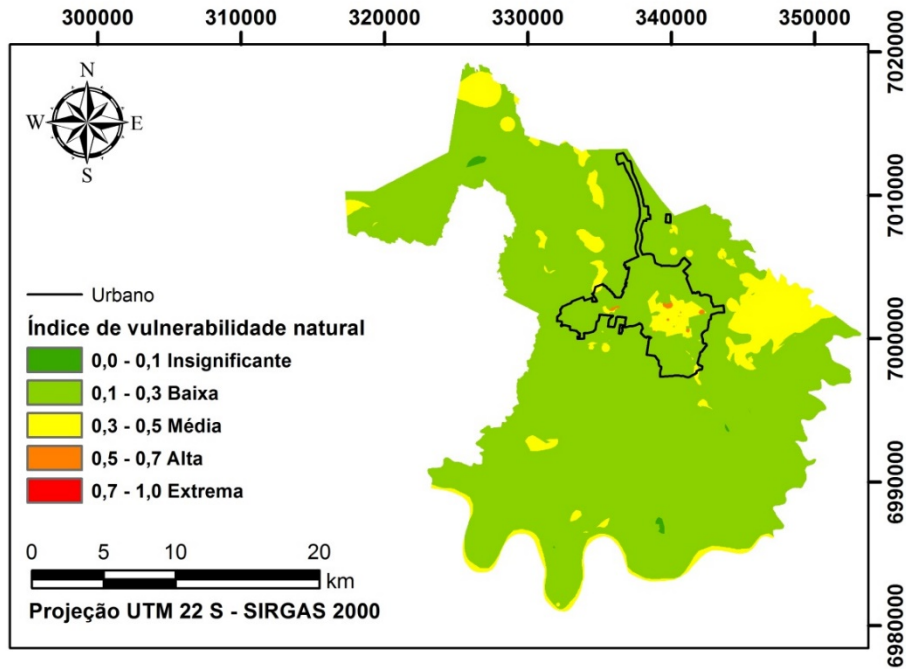 300000 310000 320000 330000 340000 350000
7020000
7010000
7000000
6990000
6980000
N
W E
S
Urbano
Índice de vulnerabilidade natural
0,0 - 0,1 Insignificante
0,1 - 0,3 Baixa
0,3 - 0,5 Média
0,5 - 0,7 Alta
0,7 - 1,0 Extrema
0 5 10 20
km
Projeção UTM 22 S - SIRGAS 2000